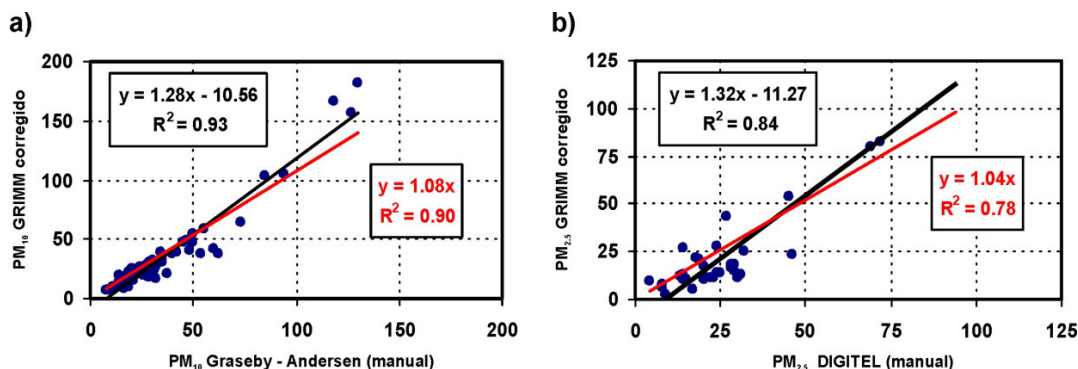 a)
200
150
100
50
0
PM₁₀ GRIMM corregido
y = 1.28x - 10.56
R² = 0.93
y = 1.08x
R² = 0.90
0 50 100 150 200
PM₁₀ Graseby - Andersen (manual)
b)
125
100
75
50
25
0
PM₂.₅ GRIMM corregido
y = 1.32x - 11.27
R² = 0.84
y = 1.04x
R² = 0.78
0 25 50 75 100 125
PM₂.₅ DIGITEL (manual)